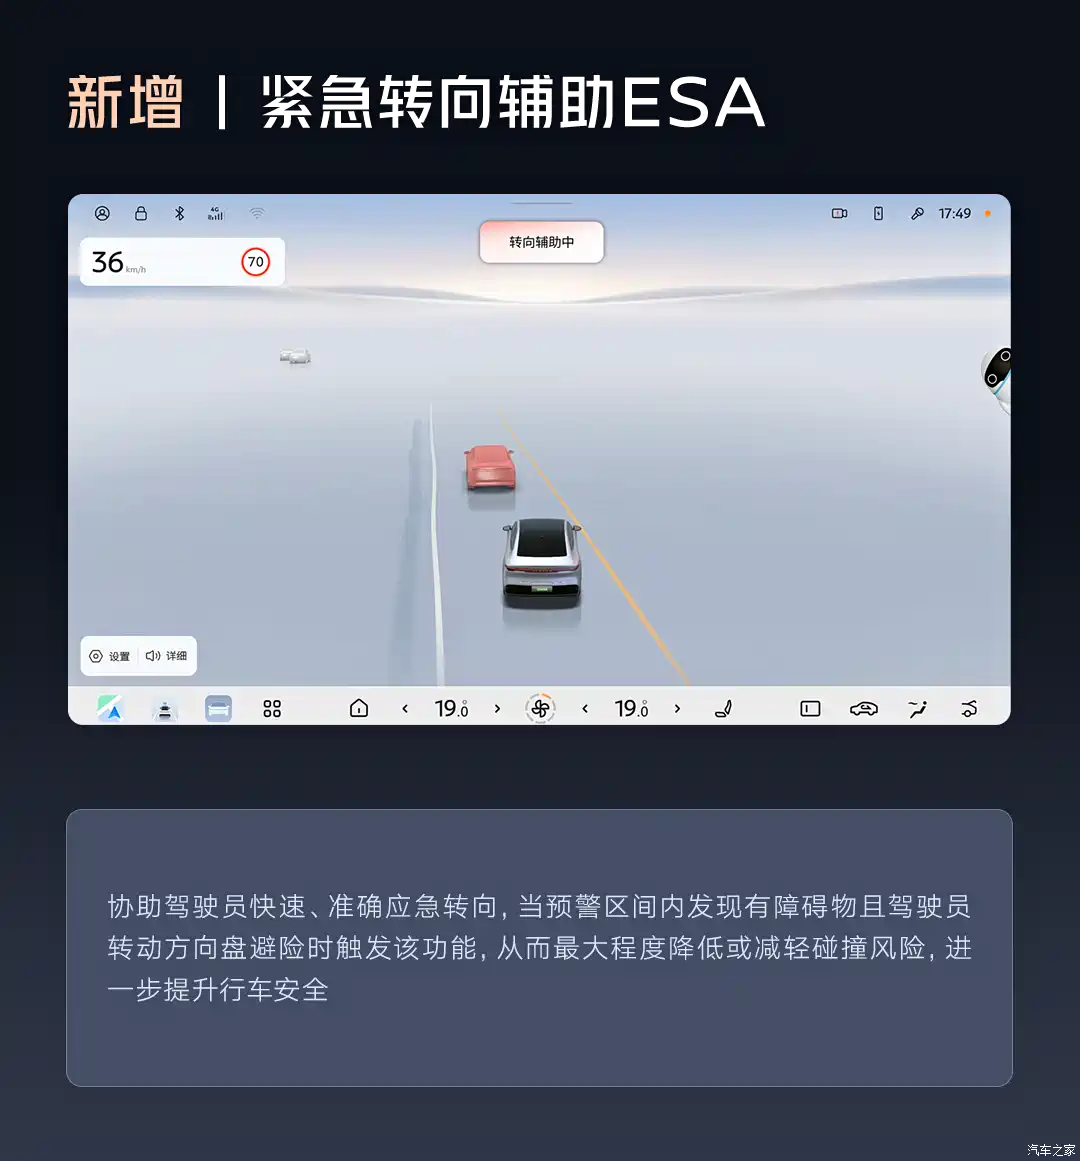 新增 | 紧急转向辅助ESA
4G
17:49
转向辅助中
36 km/h 70
设置 详细
19.0 19.0
协助驾驶员快速、准确应急转向, 当预警区间内发现有障碍物且驾驶员
转动方向盘避险时触发该功能, 从而最大程度降低或减轻碰撞风险, 进
一步提升行车安全
汽车之家